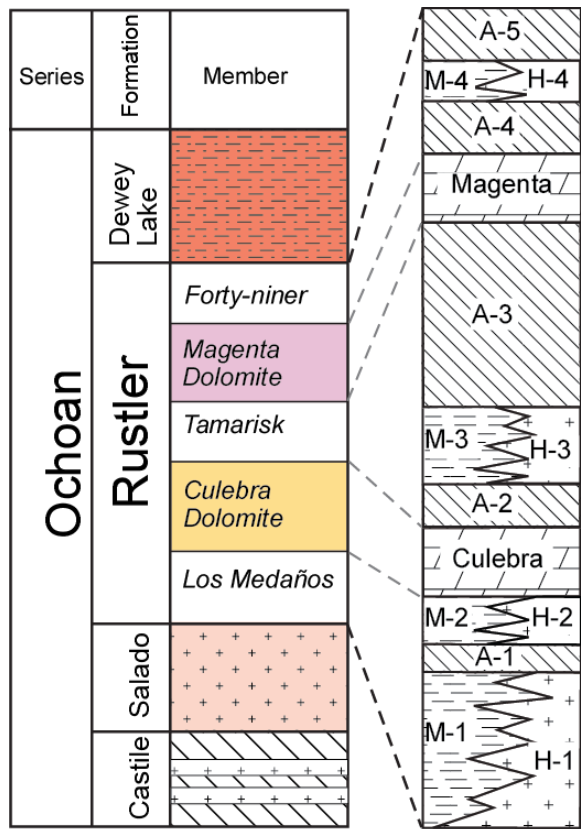 Series
Formation
Member
Ochoan
Dewey
Lake
Rustler
Salado
Castile
Forty-niner
Magenta
Dolomite
Tamarisk
Culebra
Dolomite
Los Medaños
A-5
M-4 H-4
A-4
Magenta
A-3
M-3 H-3
A-2
Culebra
M-2 H-2
A-1
M-1 H-1